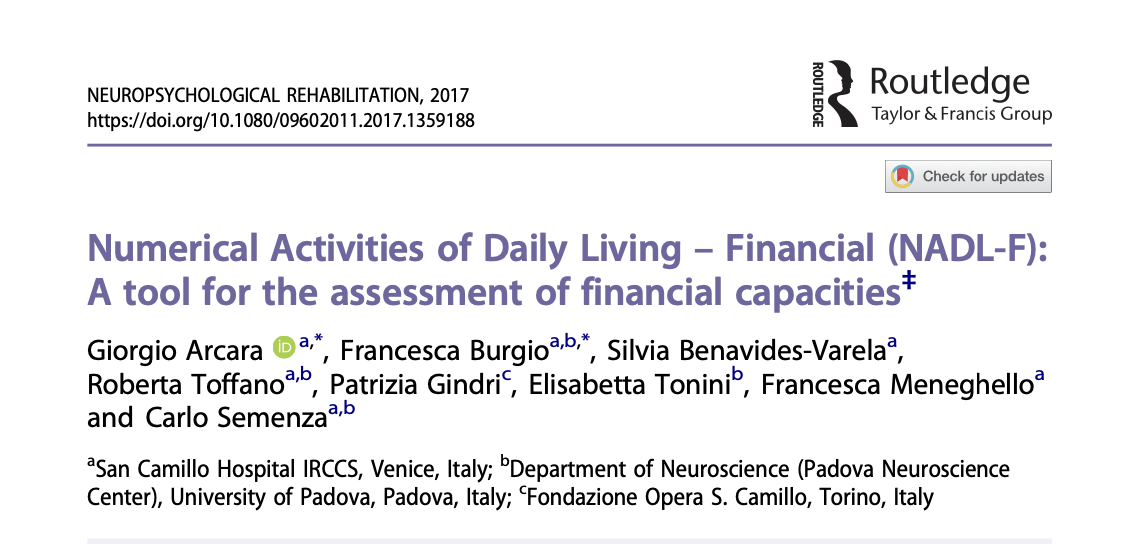 NEUROPSYCHOLOGICAL REHABILITATION, 2017
https://doi.org/10.1080/09602011.2017.1359188
ROUTLEDGE
Routledge
Taylor & Francis Group
Check for updates
Numerical Activities of Daily Living – Financial (NADL-F):
A tool for the assessment of financial capacities‡
Giorgio Arcara iD a,*, Francesca Burgioa,b,*, Silvia Benavides-Varelaa,
Roberta Toffanoa,b, Patrizia Gindric, Elisabetta Toninib, Francesca Meneghelloa
and Carlo Semenzaa,b
aSan Camillo Hospital IRCCS, Venice, Italy; bDepartment of Neuroscience (Padova Neuroscience
Center), University of Padova, Padova, Italy; cFondazione Opera S. Camillo, Torino, Italy